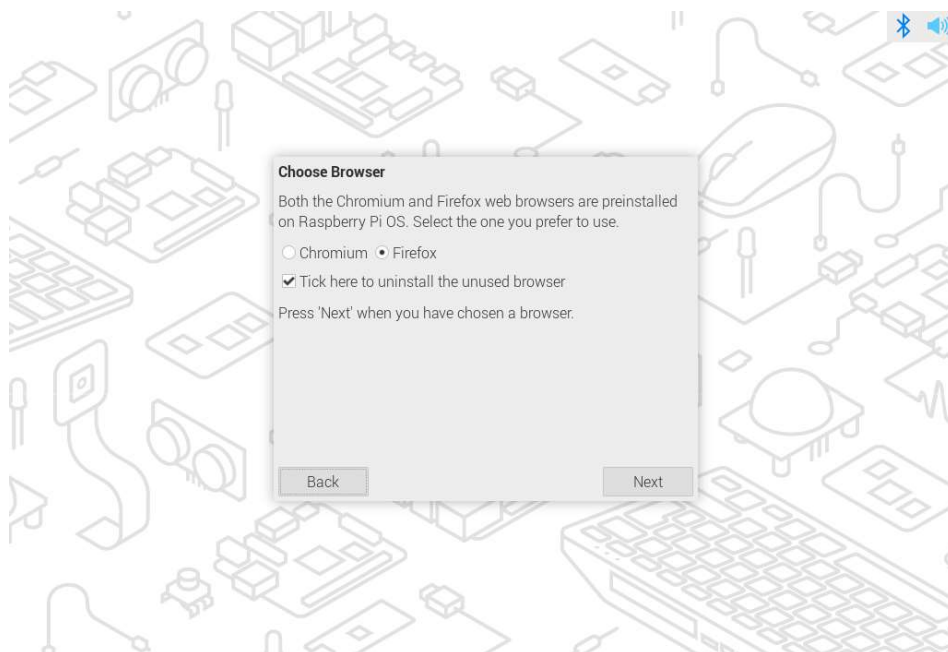 Choose Browser
Both the Chromium and Firefox web browsers are preinstalled
on Raspberry Pi OS. Select the one you prefer to use.
Chromium Firefox
Tick here to uninstall the unused browser
Press 'Next' when you have chosen a browser.
Back Next